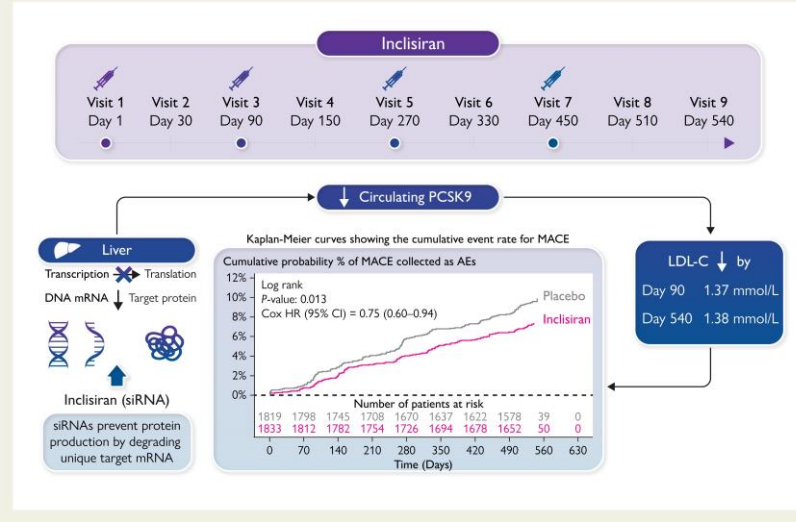 Inclisiran
Visit 1 Visit 2 Visit 3 Visit 4 Visit 5 Visit 6 Visit 7 Visit 8 Visit 9
Day 1 Day 30 Day 90 Day 150 Day 270 Day 330 Day 450 Day 510 Day 540
↓ Circulating PCSK9
Liver
Transcription Translation
DNA mRNA ↓ Target protein
Inclisiran (siRNA)
siRNAs prevent protein
production by degrading
unique target mRNA
Kaplan-Meier curves showing the cumulative event rate for MACE
Cumulative probability % of MACE collected as AEs
12%
10%
8%
6%
4%
2%
0%
Log rank
P-value: 0.013
Cox HR (95% CI) = 0.75 (0.60–0.94)
Placebo
Inclisiran
Number of patients at risk
1819 1798 1745 1708 1670 1637 1622 1578 39 0
1833 1812 1782 1754 1726 1694 1678 1652 50 0
0 70 140 210 280 350 420 490 560 630
Time (Days)
LDL-C ↓ by
Day 90 1.37 mmol/L
Day 540 1.38 mmol/L